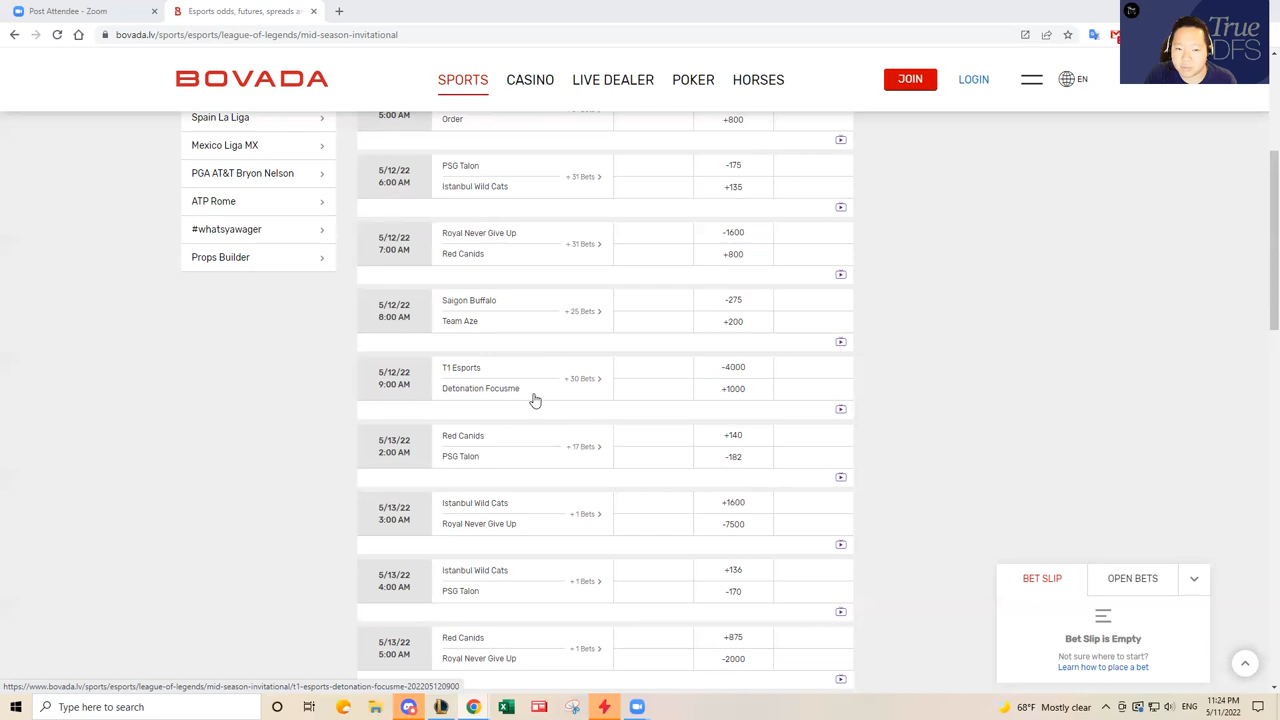 Post Attendee - Zoom
Esports odds, futures, spreads a
bovada.lv/sports/esports/league-of-legends/mid-season-invitational
True
DFS
BOVADA
SPORTS
CASINO
LIVE DEALER
POKER
HORSES
JOIN
LOGIN
EN
Spain La Liga
Mexico Liga MX
PGA AT&T Bryon Nelson
ATP Rome
#whatsyawager
Props Builder
5:00 AM
Order
+800
5/12/22
6:00 AM
PSG Talon
Istanbul Wild Cats
+ 31 Bets
-175
+135
5/12/22
7:00 AM
Royal Never Give Up
Red Canids
+ 31 Bets
-1600
+800
5/12/22
8:00 AM
Saigon Buffalo
Team Aze
+ 25 Bets
-275
+200
5/12/22
9:00 AM
T1 Esports
Detonation Focusme
+ 30 Bets
-4000
+1000
5/13/22
2:00 AM
Red Canids
PSG Talon
+ 17 Bets
+140
-182
5/13/22
3:00 AM
Istanbul Wild Cats
Royal Never Give Up
+ 1 Bets
+1600
-7500
5/13/22
4:00 AM
Istanbul Wild Cats
PSG Talon
+ 1 Bets
+136
-170
5/13/22
5:00 AM
Red Canids
Royal Never Give Up
+ 1 Bets
+875
-2000
BET SLIP
OPEN BETS
Bet Slip is Empty
Not sure where to start?
Learn how to place a bet
https://www.bovada.lv/sports/esports/league-of-legends/mid-season-invitational/t1-esports-detonation-focusme-202205120900
Type here to search
68°F Mostly clear
ENG
11:24 PM
5/11/2022